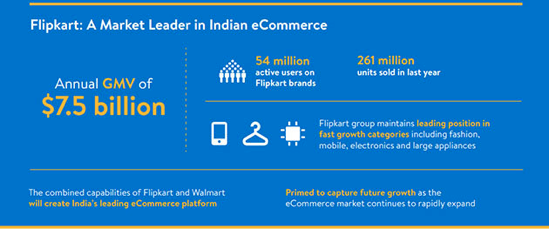 Flipkart: A Market Leader in Indian eCommerce
Annual GMV of
$7.5 billion
54 million
active users on
Flipkart brands
261 million
units sold in last year
Flipkart group maintains leading position in
fast growth categories including fashion,
mobile, electronics and large appliances
The combined capabilities of Flipkart and Walmart
will create India's leading eCommerce platform
Primed to capture future growth as the
eCommerce market continues to rapidly expand